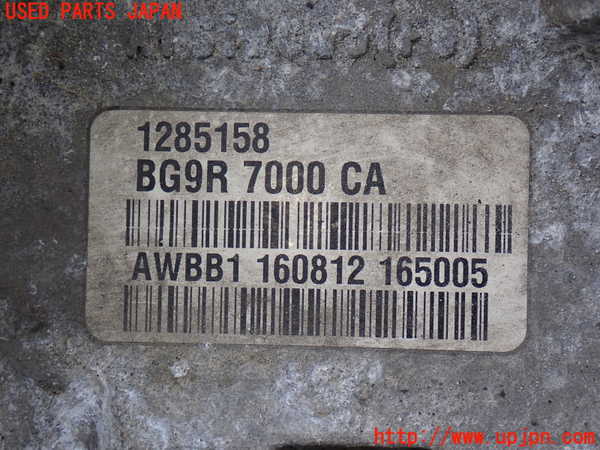 USED PARTS JAPAN
1285158
BG9R 7000 CA
AWBB1 160812 165005
http://www.upjpn.com